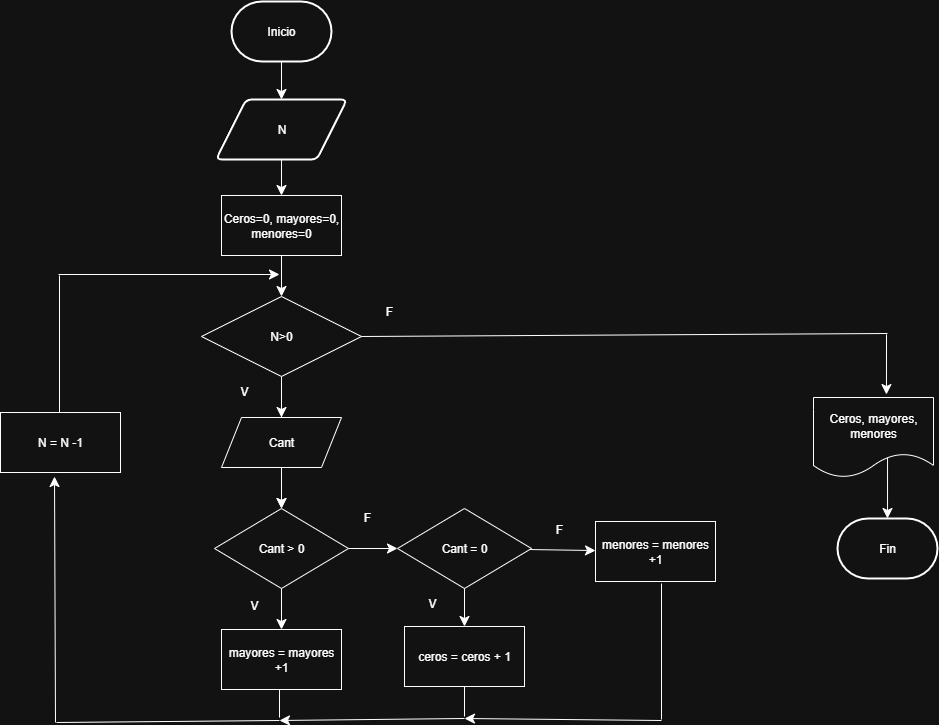 Inicio
N
Ceros=0, mayores=0,
menores=0
F
N>0
V
Ceros, mayores,
menores
N = N -1
Cant
F
F
Cant > 0
Cant = 0
menores = menores
+1
Fin
V
V
mayores = mayores
+1
ceros = ceros + 1